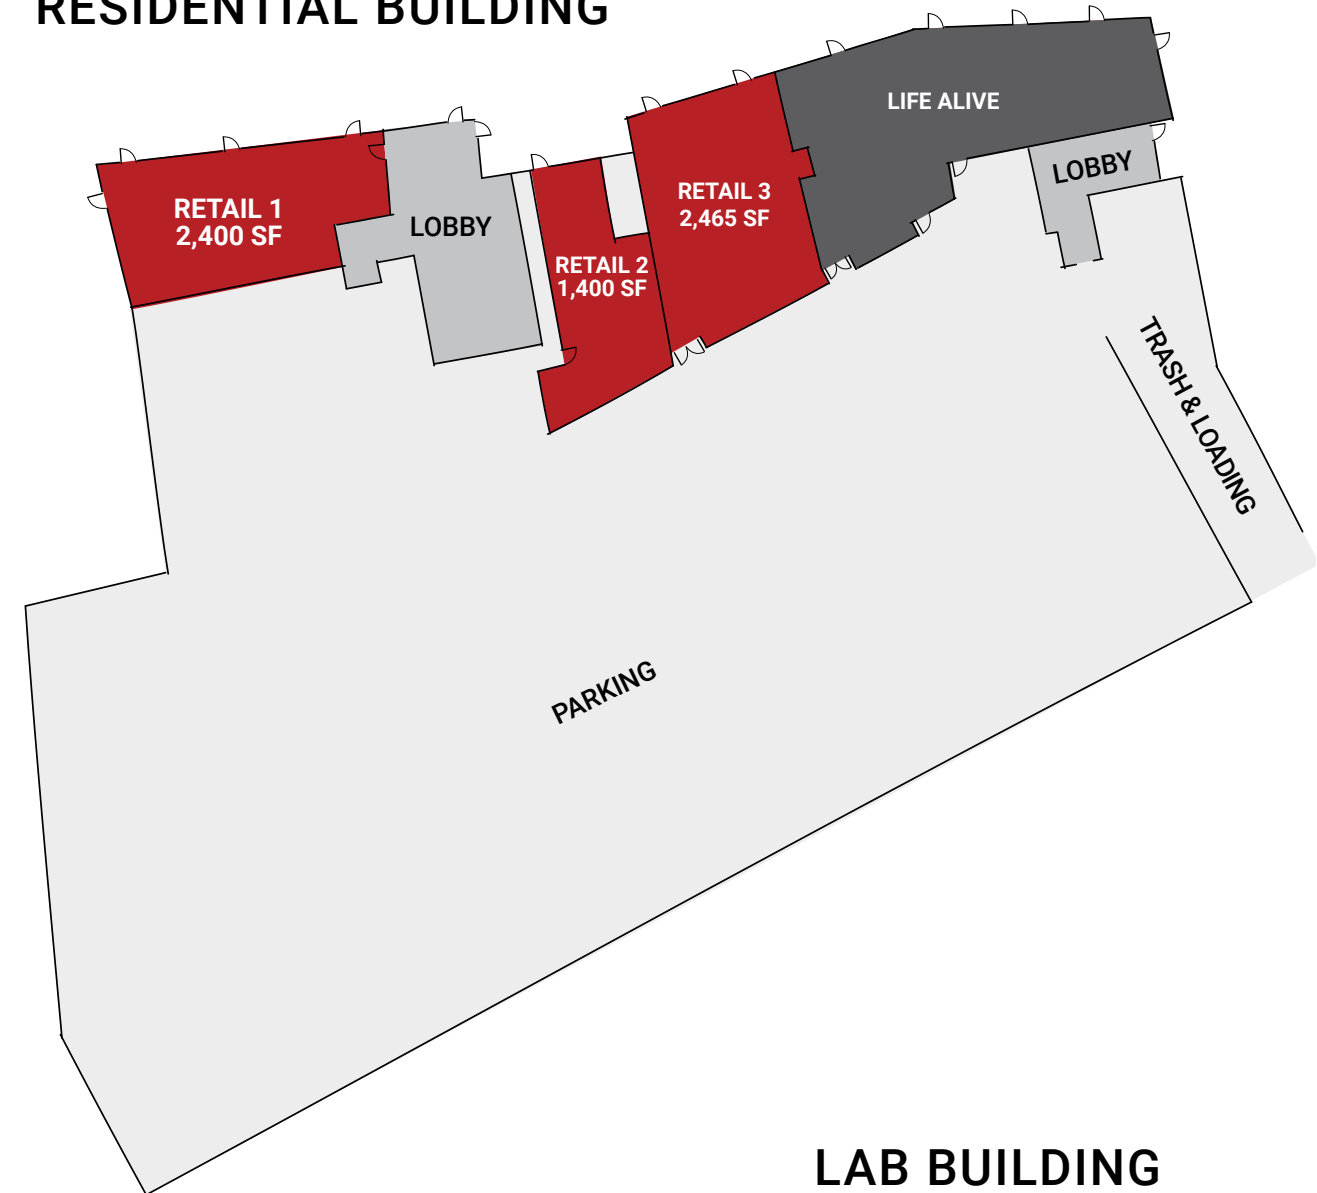 RESIDENTIAL BUILDING
LIFE ALIVE
LOBBY
RETAIL 1
2,400 SF
LOBBY
RETAIL 2
1,400 SF
RETAIL 3
2,465 SF
TRASH & LOADING
PARKING
LAB BUILDING